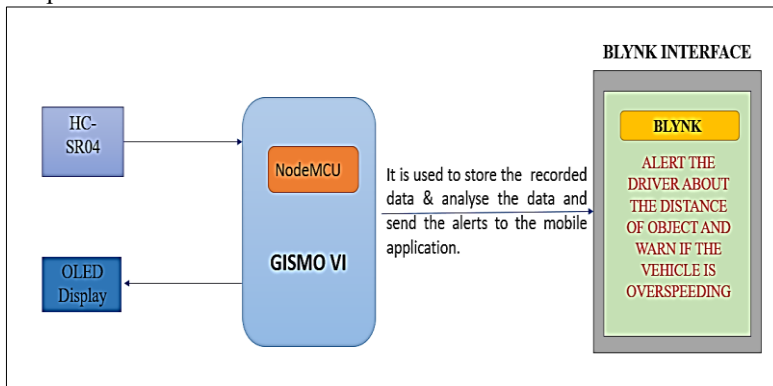 BLYNK INTERFACE
HC-
SR04
NodeMCU
GISMO VI
OLED
Display
It is used to store the recorded
data & analyse the data and
send the alerts to the mobile
application.
BLYNK
ALERT THE
DRIVER ABOUT
THE DISTANCE
OF OBJECT AND
WARN IF THE
VEHICLE IS
OVERSPEEDING